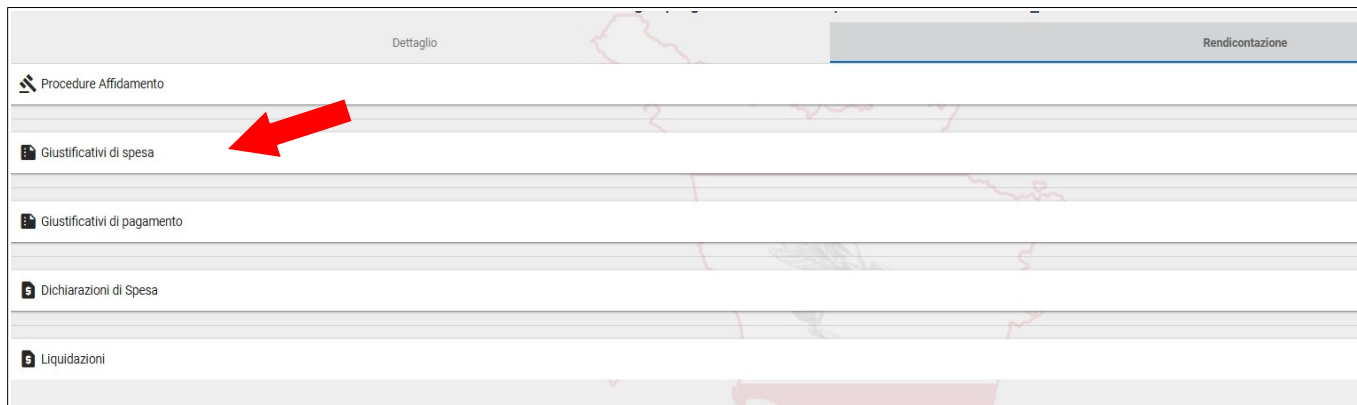 Dettaglio Rendicontazione
Procedure Affidamento
Giustificativi di spesa
Giustificativi di pagamento
Dichiarazioni di Spesa
Liquidazioni